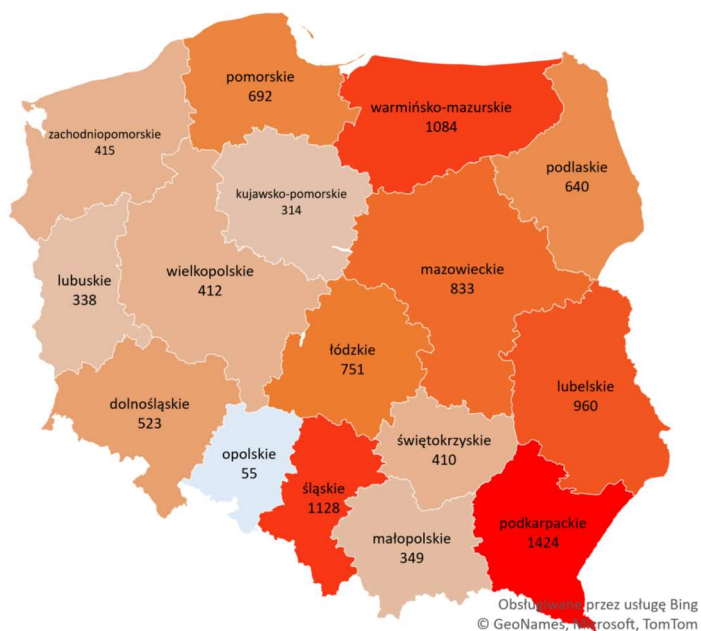 pomorskie
692
warmińsko-mazurskie
1084
zachodniopomorskie
415
podlaskie
640
kujawsko-pomorskie
314
lubuskie
338
wielkopolskie
412
mazowieckie
833
łódzkie
751
lubelskie
960
dolnośląskie
523
opolskie
55
śląskie
1128
świętokrzyskie
410
małopolskie
349
podkarpackie
1424
Obsługiwane przez usługę Bing
© GeoNames, Microsoft, TomTom